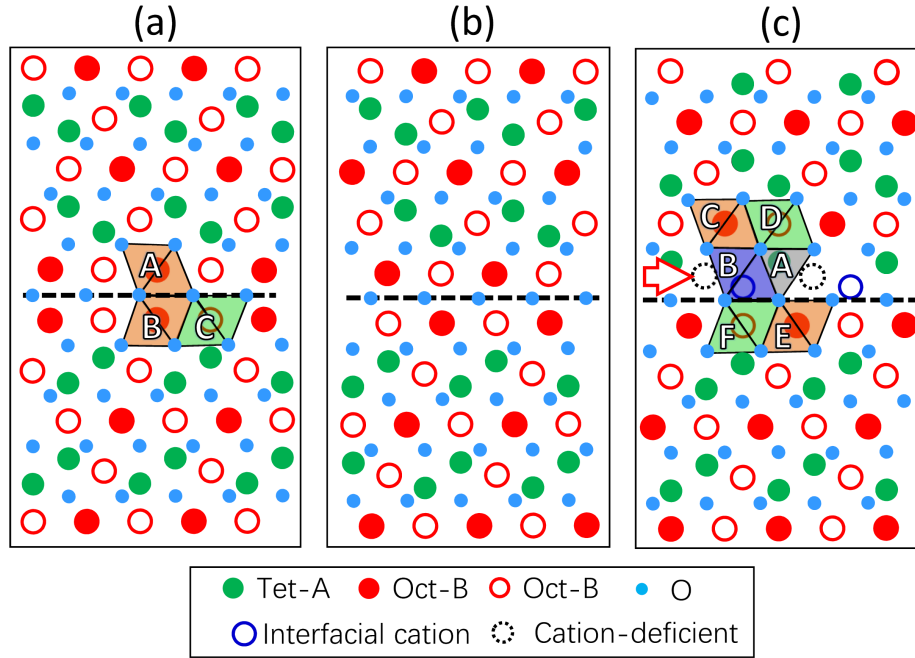 (a) (b) (c)
C D
A B A
B C F E
Tet-A Oct-B Oct-B O
Interfacial cation Cation-deficient